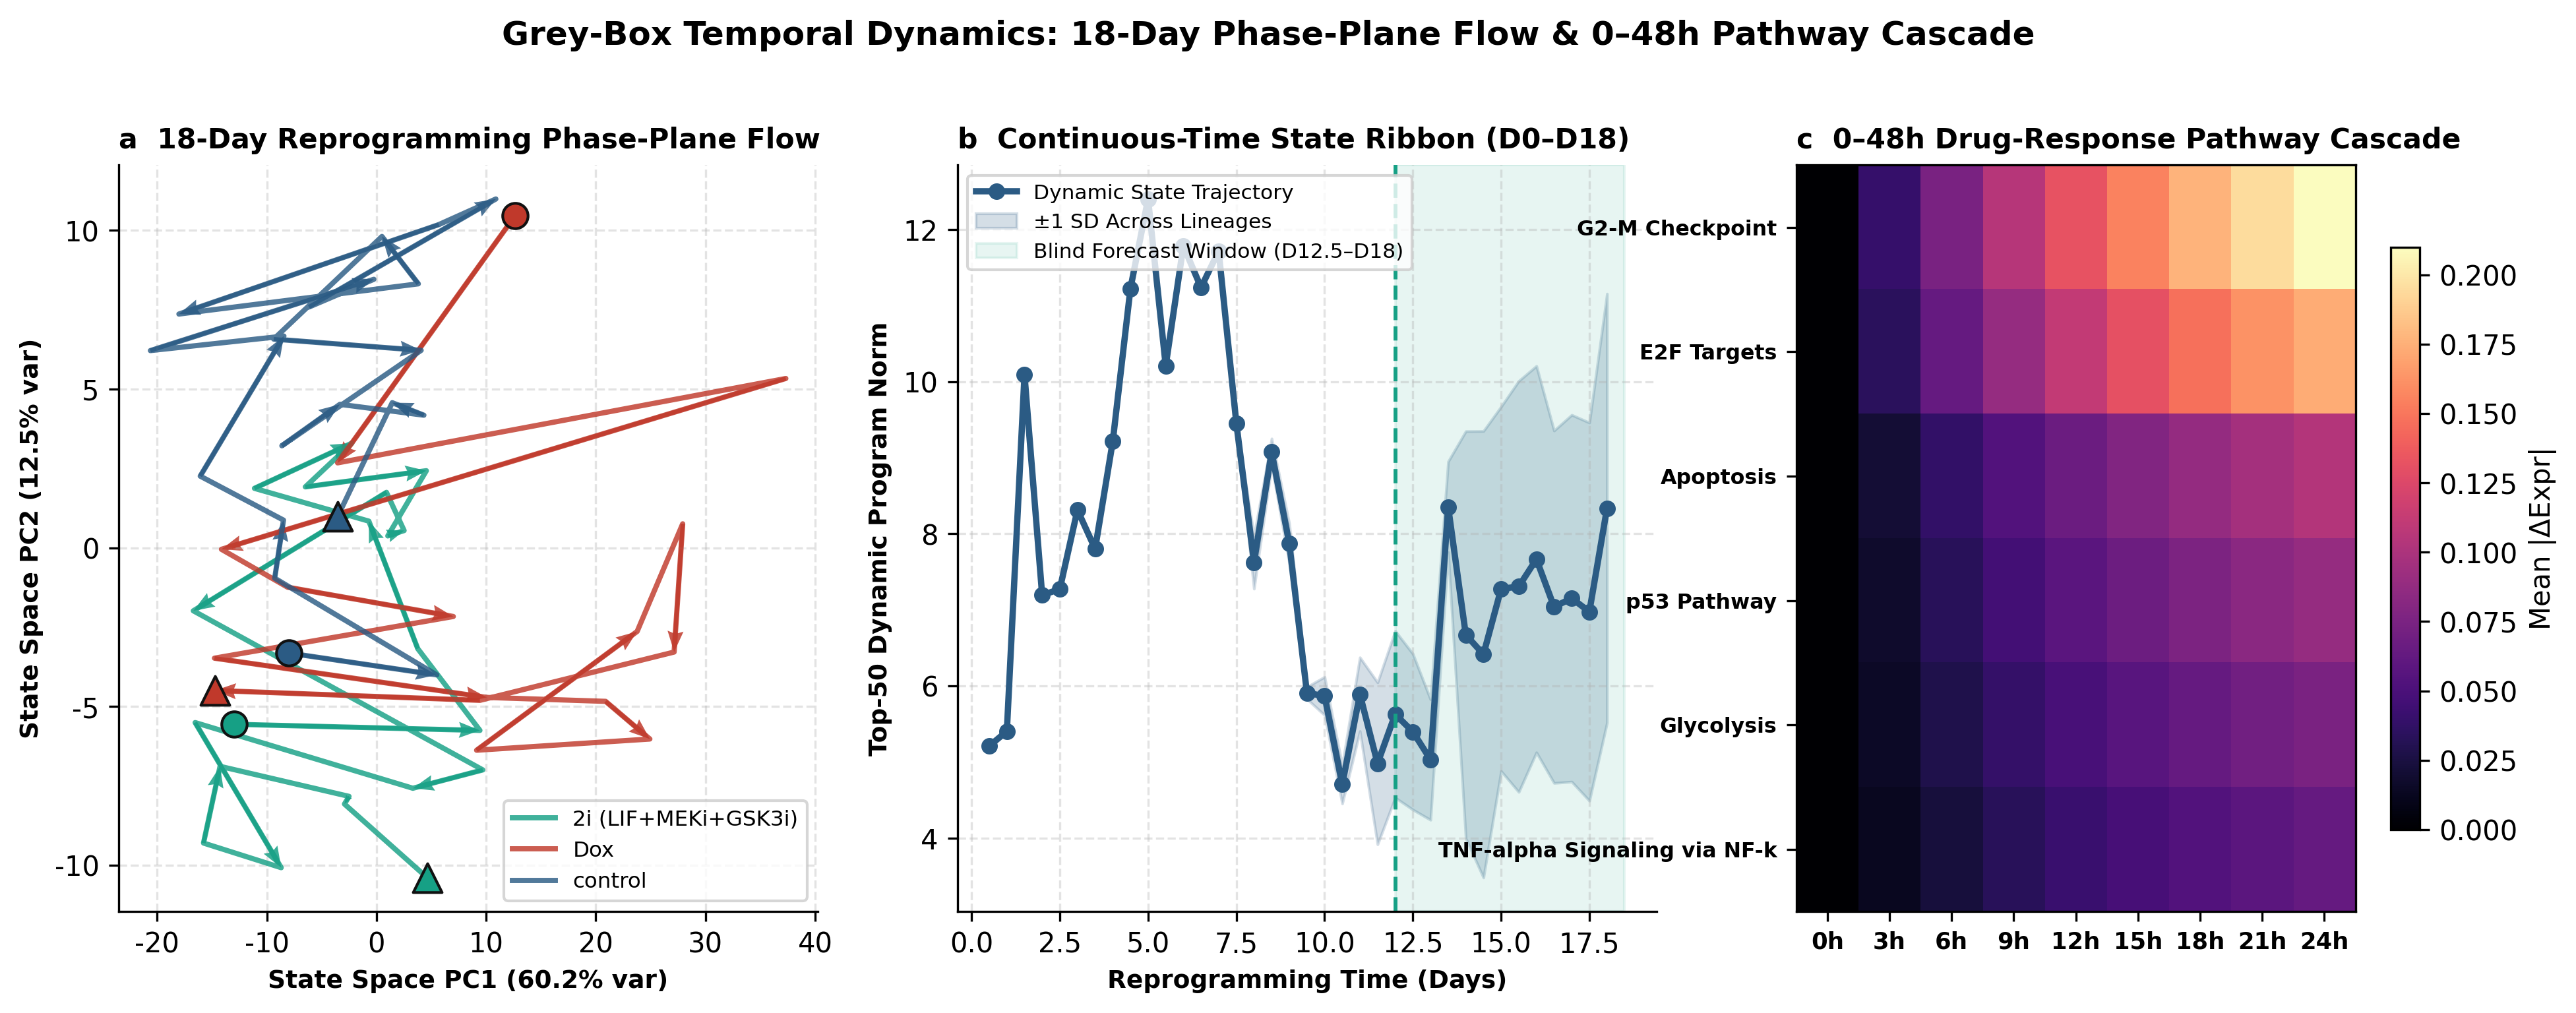 Grey-Box Temporal Dynamics: 18-Day Phase-Plane Flow & 0–48h Pathway Cascade
a 18-Day Reprogramming Phase-Plane Flow
State Space PC2 (12.5% var)
10
5
0
-5
-10
2i (LIF+MEKi+GSK3i)
Dox
control
-20 -10 0 10 20 30 40
State Space PC1 (60.2% var)
b Continuous-Time State Ribbon (D0–D18)
Top-50 Dynamic Program Norm
Dynamic State Trajectory
±1 SD Across Lineages
Blind Forecast Window (D12.5–D18)
12
10
8
6
4
0.0 2.5 5.0 7.5 10.0 12.5 15.0 17.5
Reprogramming Time (Days)
c 0–48h Drug-Response Pathway Cascade
G2-M Checkpoint
E2F Targets
Apoptosis
p53 Pathway
Glycolysis
TNF-alpha Signaling via NF-k
0h 3h 6h 9h 12h 15h 18h 21h 24h
0.200
0.175
0.150
0.125
0.100
0.075
0.050
0.025
0.000
Mean |ΔExpr|